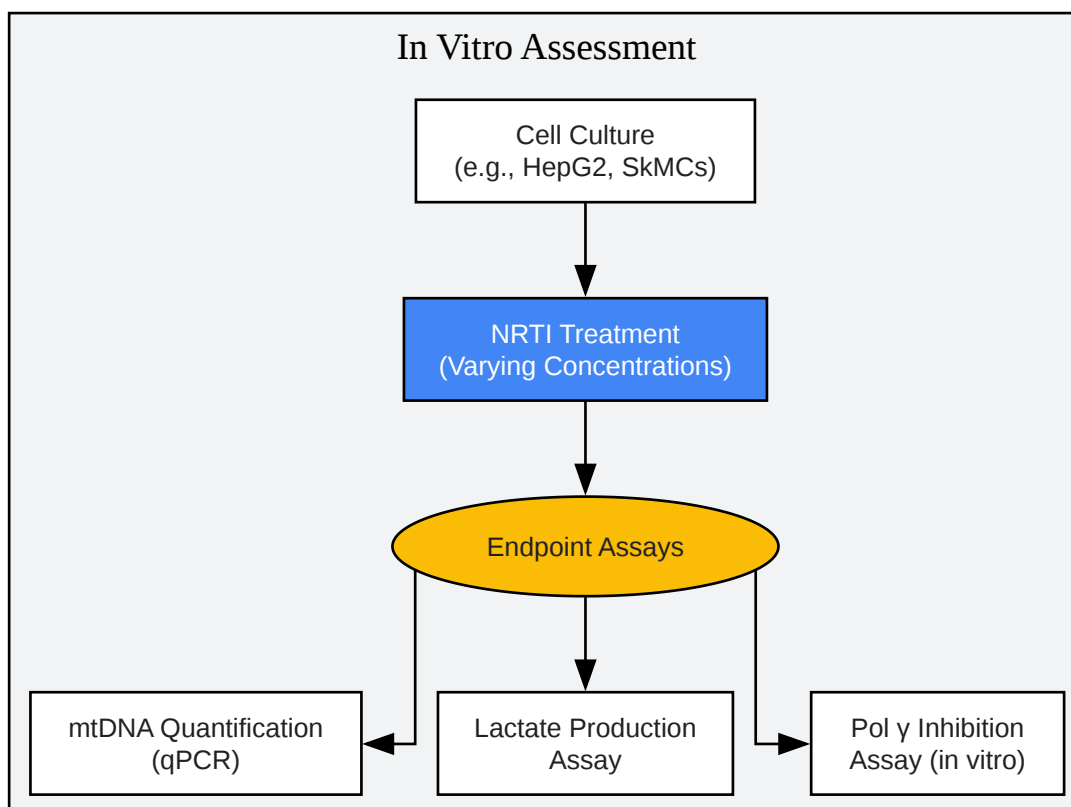 In Vitro Assessment
Cell Culture
(e.g., HepG2, SkMCs)
NRTI Treatment
(Varying Concentrations)
Endpoint Assays
mtDNA Quantification
(qPCR)
Lactate Production
Assay
Pol γ Inhibition
Assay (in vitro)